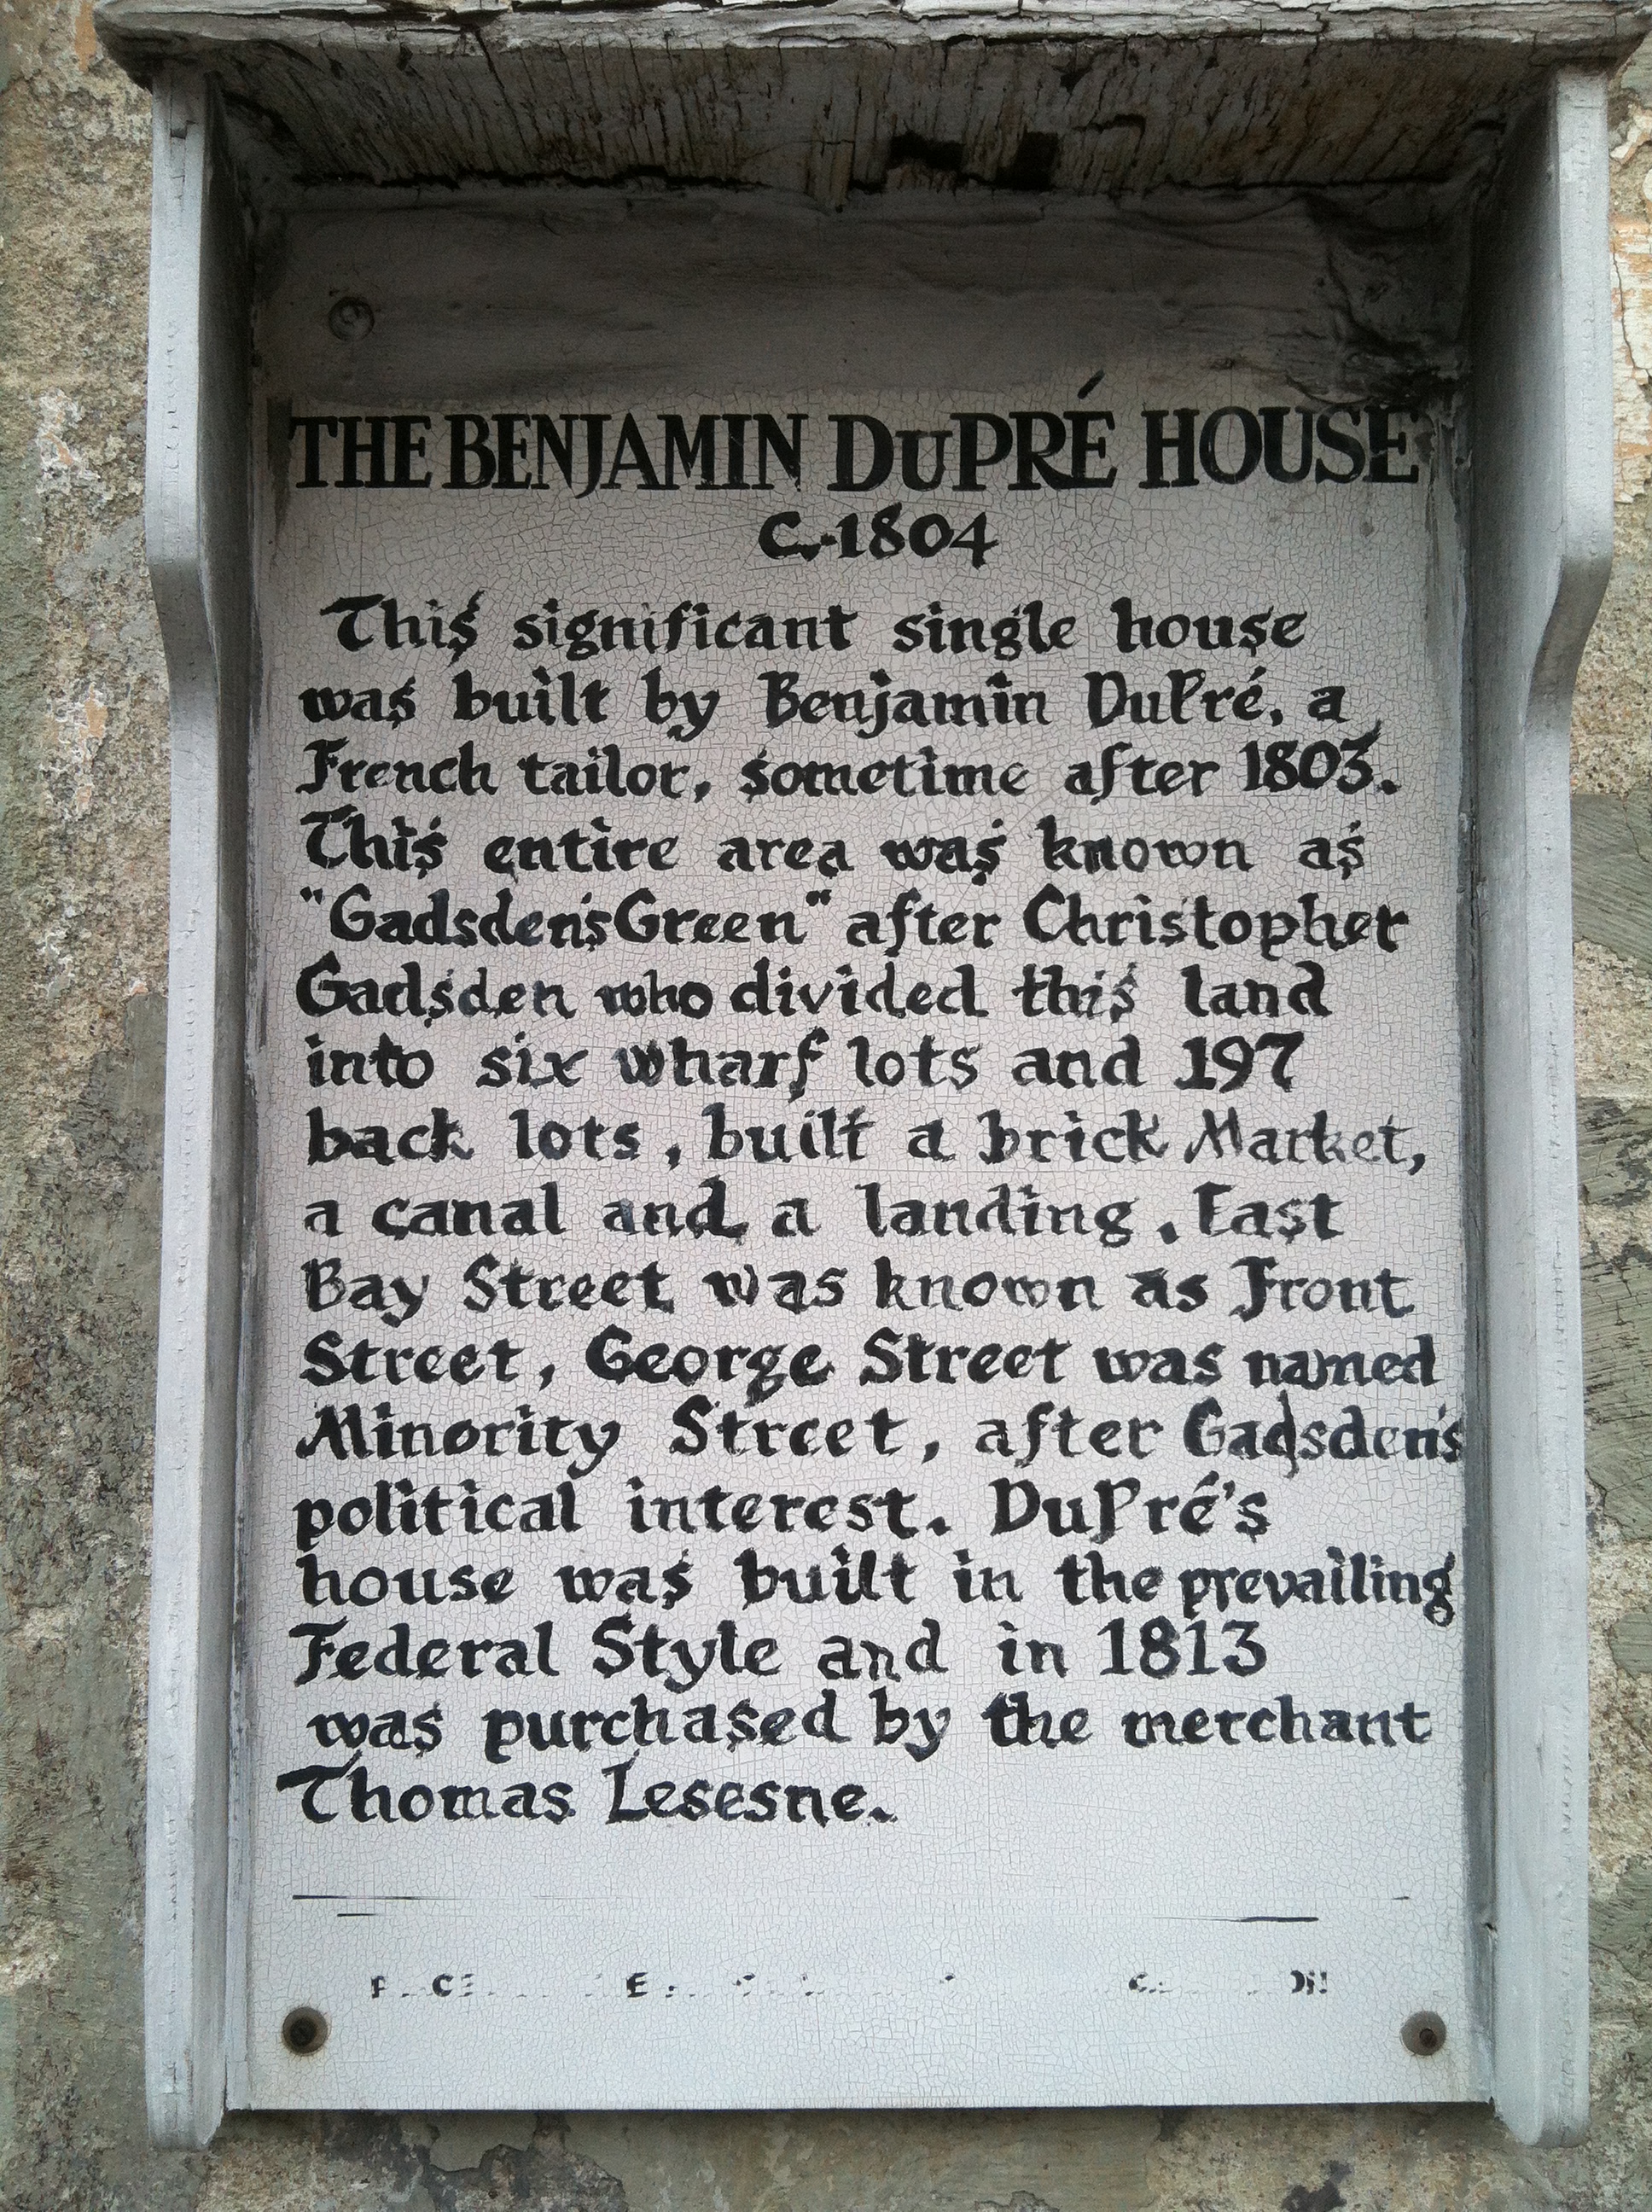 THE BENJAMIN DuPRÉ HOUSE
C. 1804
This significant single house
was built by Benjamin DuPré, a
French tailor, sometime after 1803.
This entire area was known as
"Gadsden's Green" after Christopher
Gadsden who divided this land
into six wharf lots and 197
back lots, built a brick Market,
a canal and a landing. East
Bay Street was known as Front
Street, George Street was named
Minority Street, after Gadsden's
political interest. DuPré's
house was built in the prevailing
Federal Style and in 1813
was purchased by the merchant
Thomas Lesesne.